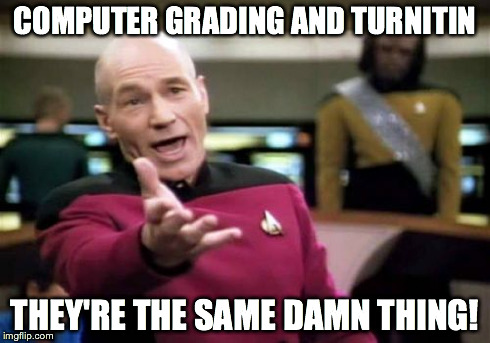 COMPUTER GRADING AND TURNITIN
THEY'RE THE SAME DAMN THING!
imgflip.com